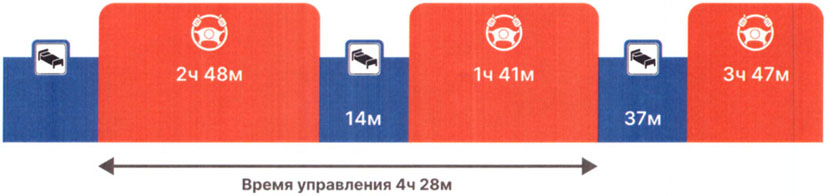 2ч 48м
1ч 41м
3ч 47м
14м
37м
Время управления 4ч 28м